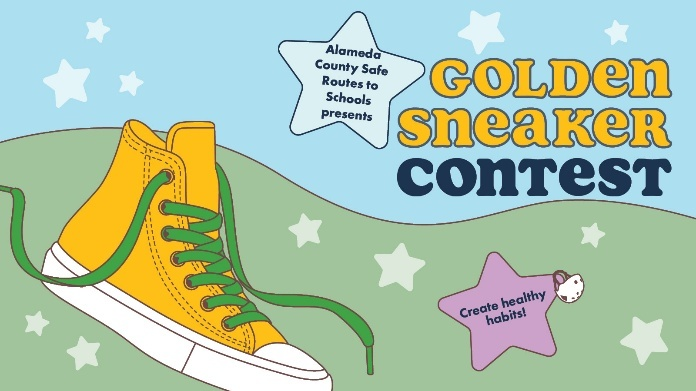 Alameda
County Safe
Routes to
Schools
presents
GOLDEN
SNEAKER
CONTEST
Create healthy
habits!